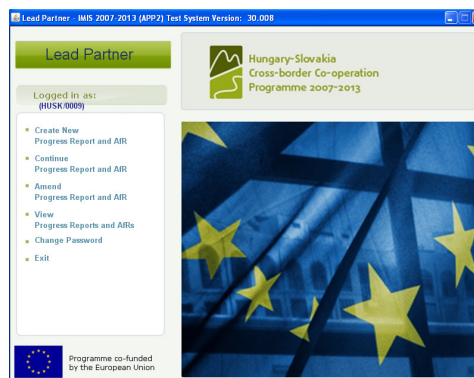 Lead Partner - IMIS 2007-2013 (APP2) Test System Version: 30.008
Lead Partner
Hungary-Slovakia
Cross-border Co-operation
Programme 2007-2013
Logged in as:
(HUSK/0009)
Create New
Progress Report and AfR
Continue
Progress Report and AfR
Amend
Progress Report and AfR
View
Progress Reports and AfRs
Change Password
Exit
Programme co-funded
by the European Union